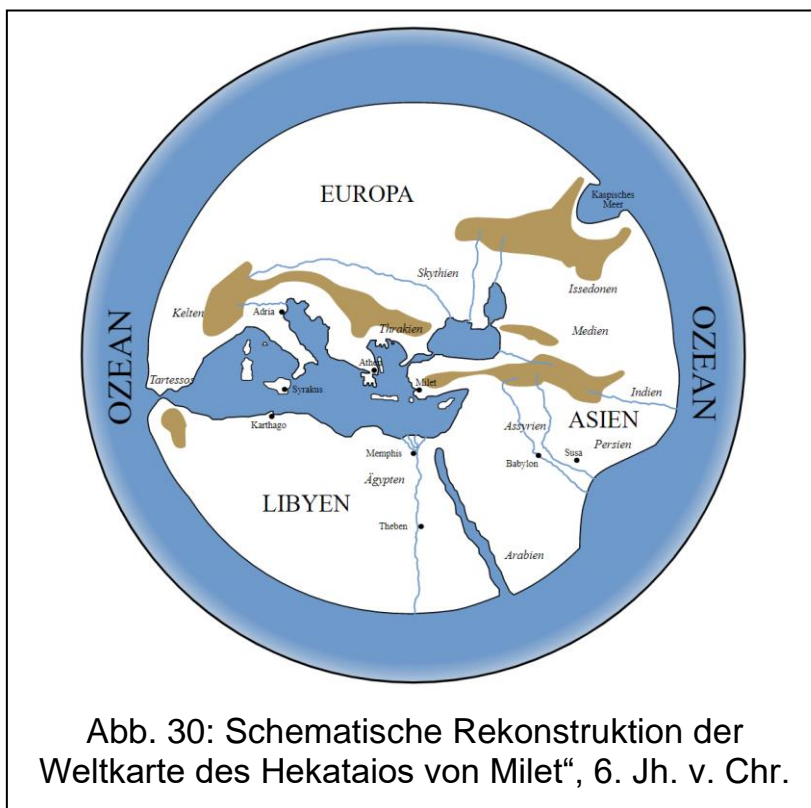 EUROPA
Kaspisches
Meer
Skythien
Issedonen
Kelten
Adria
Thrakien
Medien
OZEAN
OZEAN
Tartessos
Athen
Milet
Syrakus
Indien
Karthago
Assyrien
ASIEN
Persien
Memphis
Babylon
Susa
Ägypten
LIBYEN
Theben
Arabien
Abb. 30: Schematische Rekonstruktion der
Weltkarte des Hekataios von Milet“, 6. Jh. v. Chr.